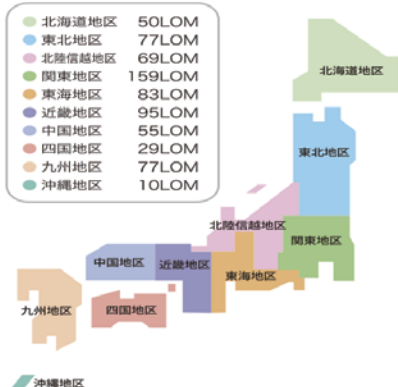 北海道地区 50LOM
東北地区 77LOM
北陸信越地区 69LOM
関東地区 159LOM
東海地区 83LOM
近畿地区 95LOM
中国地区 55LOM
四国地区 29LOM
九州地区 77LOM
沖縄地区 10LOM
北海道地区
東北地区
北陸信越地区
関東地区
中国地区
近畿地区
東海地区
九州地区
四国地区
沖縄地区